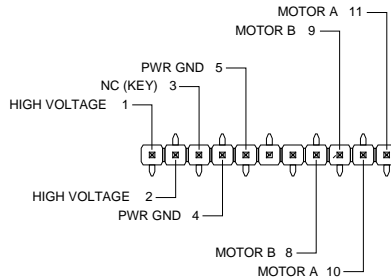 MOTOR A 11
MOTOR B 9
PWR GND 5
NC (KEY) 3
HIGH VOLTAGE 1
HIGH VOLTAGE 2
PWR GND 4
MOTOR B 8
MOTOR A 10